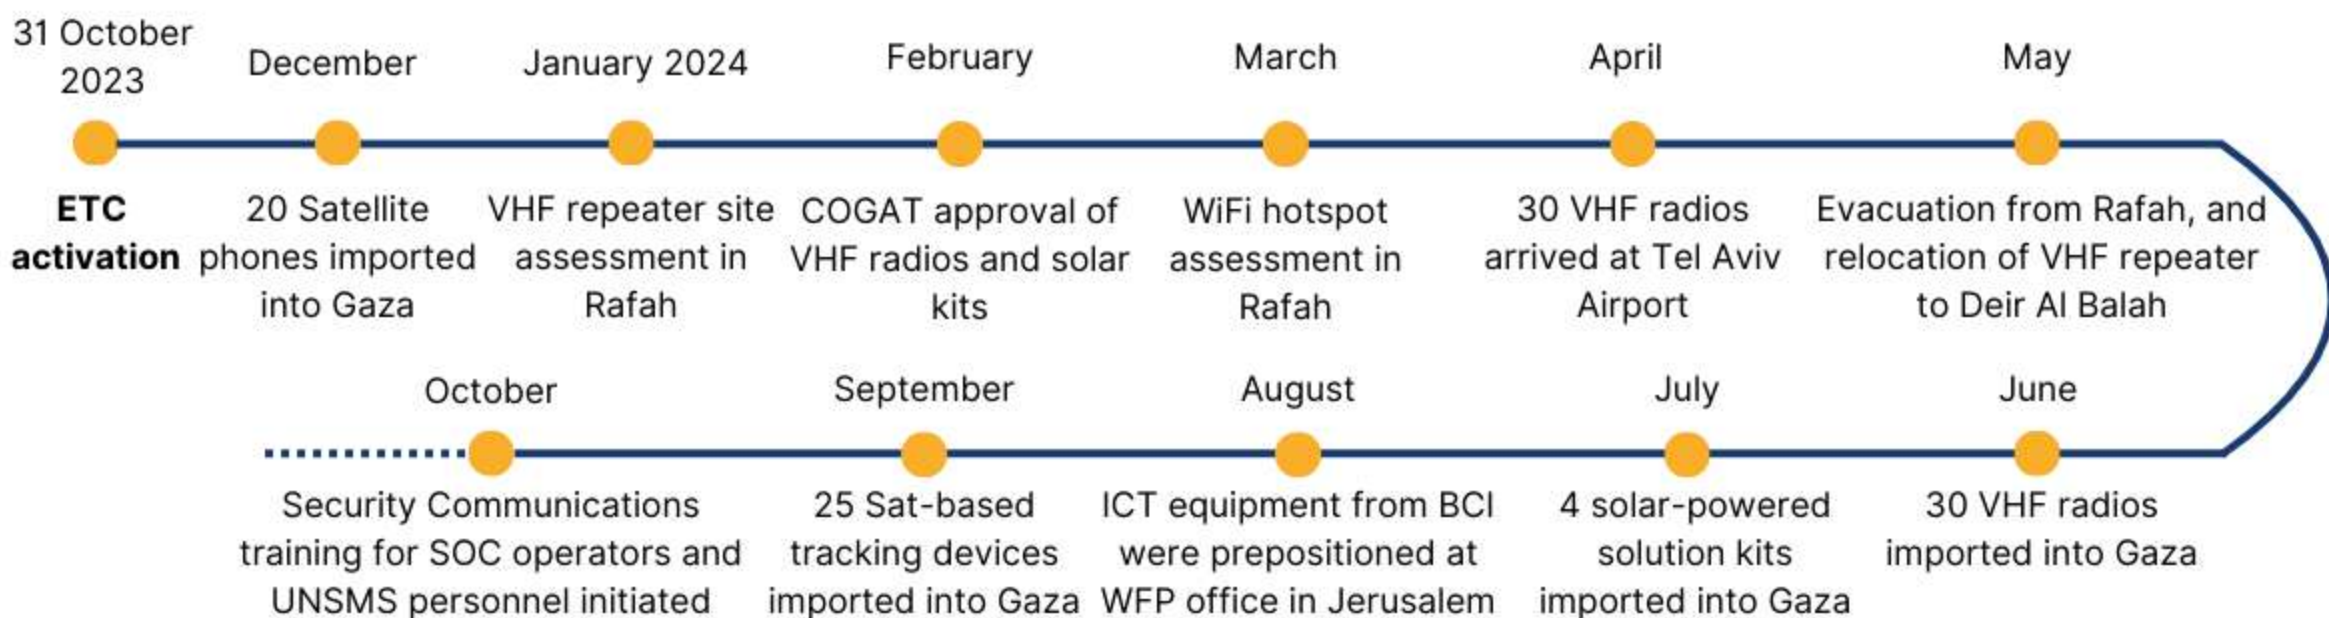 31 October
2023
December
January 2024
February
March
April
May
ETC
activation
20 Satellite
phones imported
into Gaza
VHF repeater site
assessment in
Rafah
COGAT approval of
VHF radios and solar
kits
WiFi hotspot
assessment in
Rafah
30 VHF radios
arrived at Tel Aviv
Airport
Evacuation from Rafah, and
relocation of VHF repeater
to Deir Al Balah
June
30 VHF radios
imported into Gaza
July
4 solar-powered
solution kits
imported into Gaza
August
ICT equipment from BCI
were prepositioned at
WFP office in Jerusalem
September
25 Sat-based
tracking devices
imported into Gaza
October
Security Communications
training for SOC operators and
UNSMS personnel initiated